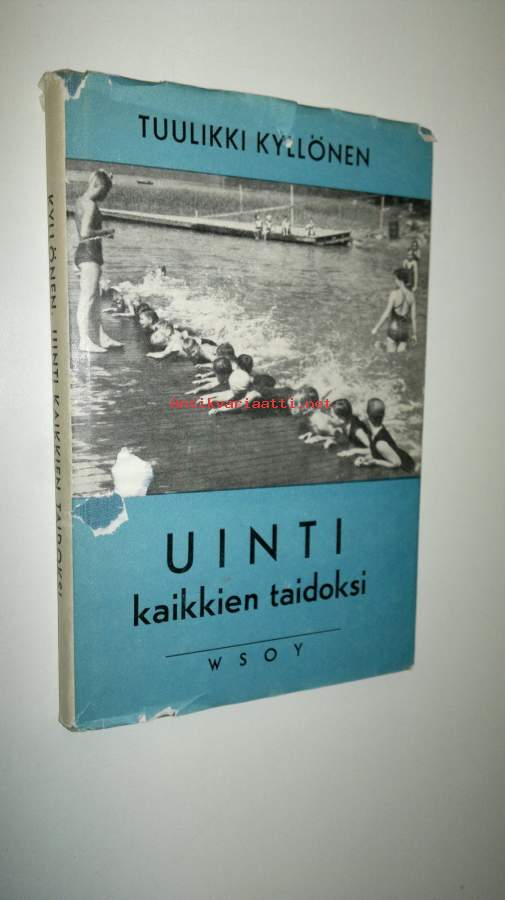 TUULIKKI KYLLÖNEN
antikvariaatti.net
UINTI
kaikkien taidoksi
WSOY
KYLLÖNEN UINTI KAIKKIEN TAIDOKSI